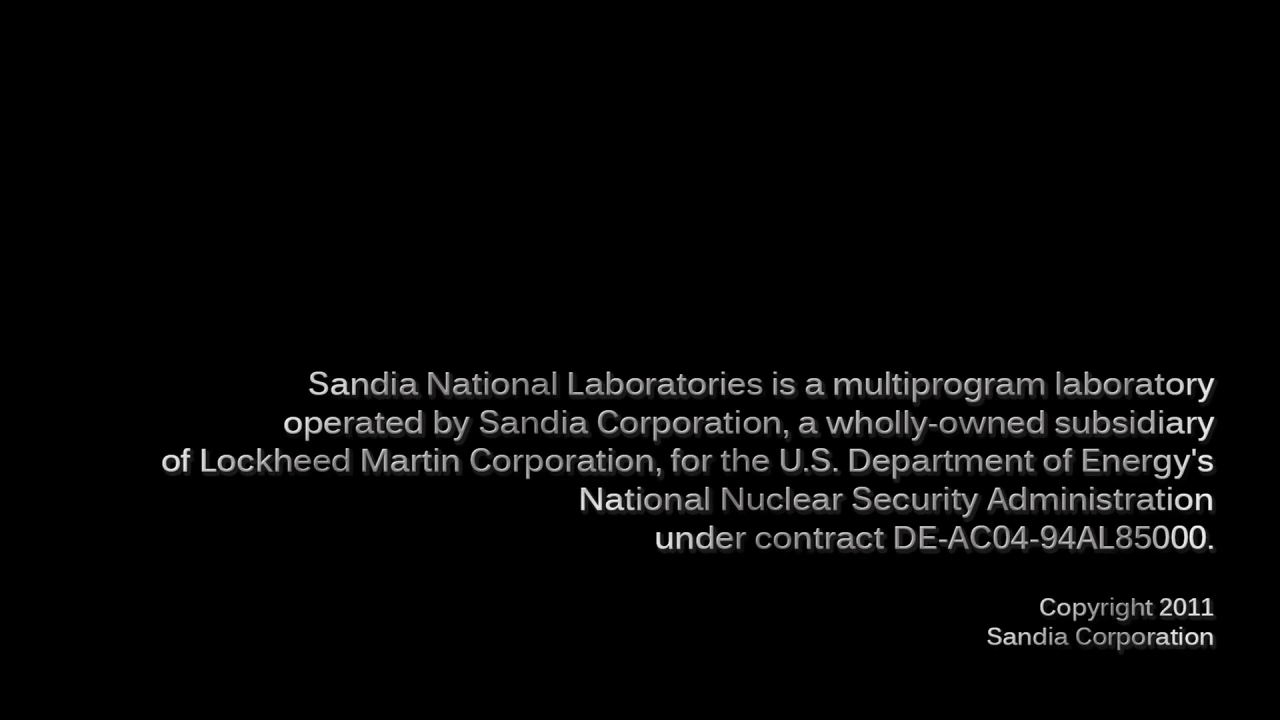 Sandia National Laboratories is a multiprogram laboratory
operated by Sandia Corporation, a wholly-owned subsidiary
of Lockheed Martin Corporation, for the U.S. Department of Energy's
National Nuclear Security Administration
under contract DE-AC04-94AL85000.
Copyright 2011
Sandia Corporation